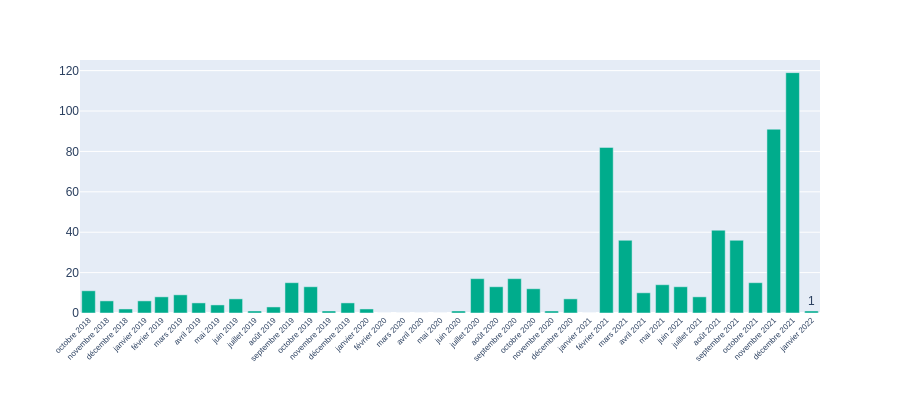 120
100
80
60
40
20
0
1
octobre 2018
novembre 2018
décembre 2018
janvier 2019
février 2019
mars 2019
avril 2019
mai 2019
juin 2019
juillet 2019
août 2019
septembre 2019
octobre 2019
novembre 2019
décembre 2019
janvier 2020
février 2020
mars 2020
avril 2020
mai 2020
juin 2020
juillet 2020
août 2020
septembre 2020
octobre 2020
novembre 2020
décembre 2020
janvier 2021
février 2021
mars 2021
avril 2021
mai 2021
juin 2021
juillet 2021
août 2021
septembre 2021
octobre 2021
novembre 2021
décembre 2021
janvier 2022